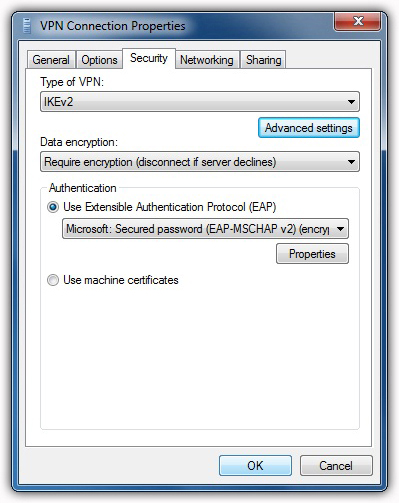 VPN Connection Properties
General Options Security Networking Sharing
Type of VPN:
IKEv2
Advanced settings
Data encryption:
Require encryption (disconnect if server declines)
Authentication
Use Extensible Authentication Protocol (EAP)
Microsoft: Secured password (EAP-MSCHAP v2) (encry
Properties
Use machine certificates
OK Cancel